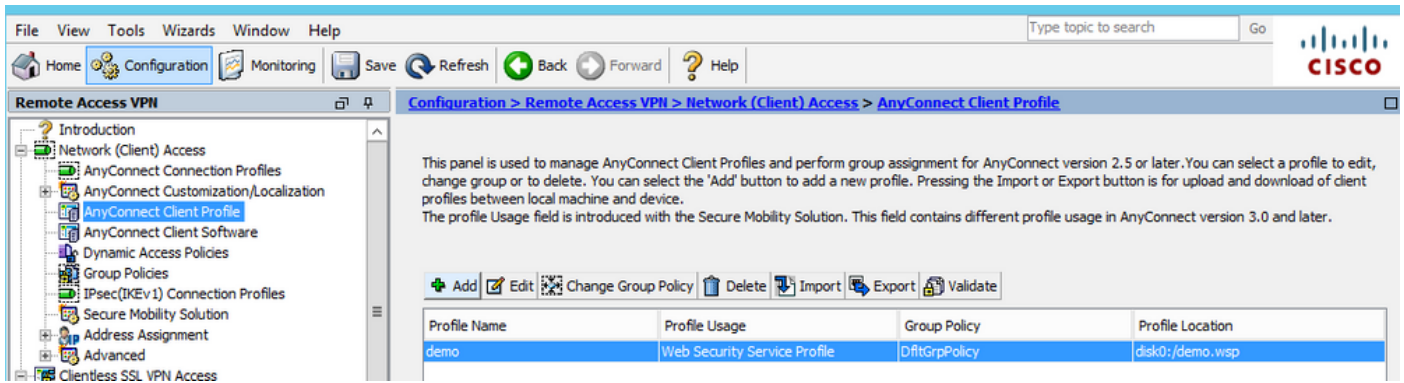 File View Tools Wizards Window Help
Type topic to search Go
Home Configuration Monitoring Save Refresh Back Forward Help
CISCO
Remote Access VPN
Configuration > Remote Access VPN > Network (Client) Access > AnyConnect Client Profile
Introduction
Network (Client) Access
AnyConnect Connection Profiles
AnyConnect Customization/Localization
AnyConnect Client Profile
AnyConnect Client Software
Dynamic Access Policies
Group Policies
IPsec(IKEv1) Connection Profiles
Secure Mobility Solution
Address Assignment
Advanced
Clientless SSL VPN Access
This panel is used to manage AnyConnect Client Profiles and perform group assignment for AnyConnect version 2.5 or later.You can select a profile to edit,
change group or to delete. You can select the 'Add' button to add a new profile. Pressing the Import or Export button is for upload and download of client
profiles between local machine and device.
The profile Usage field is introduced with the Secure Mobility Solution. This field contains different profile usage in AnyConnect version 3.0 and later.
Add Edit Change Group Policy Delete Import Export Validate
Profile Name Profile Usage Group Policy Profile Location
demo Web Security Service Profile DfltGrpPolicy disk0:/demo.wsp